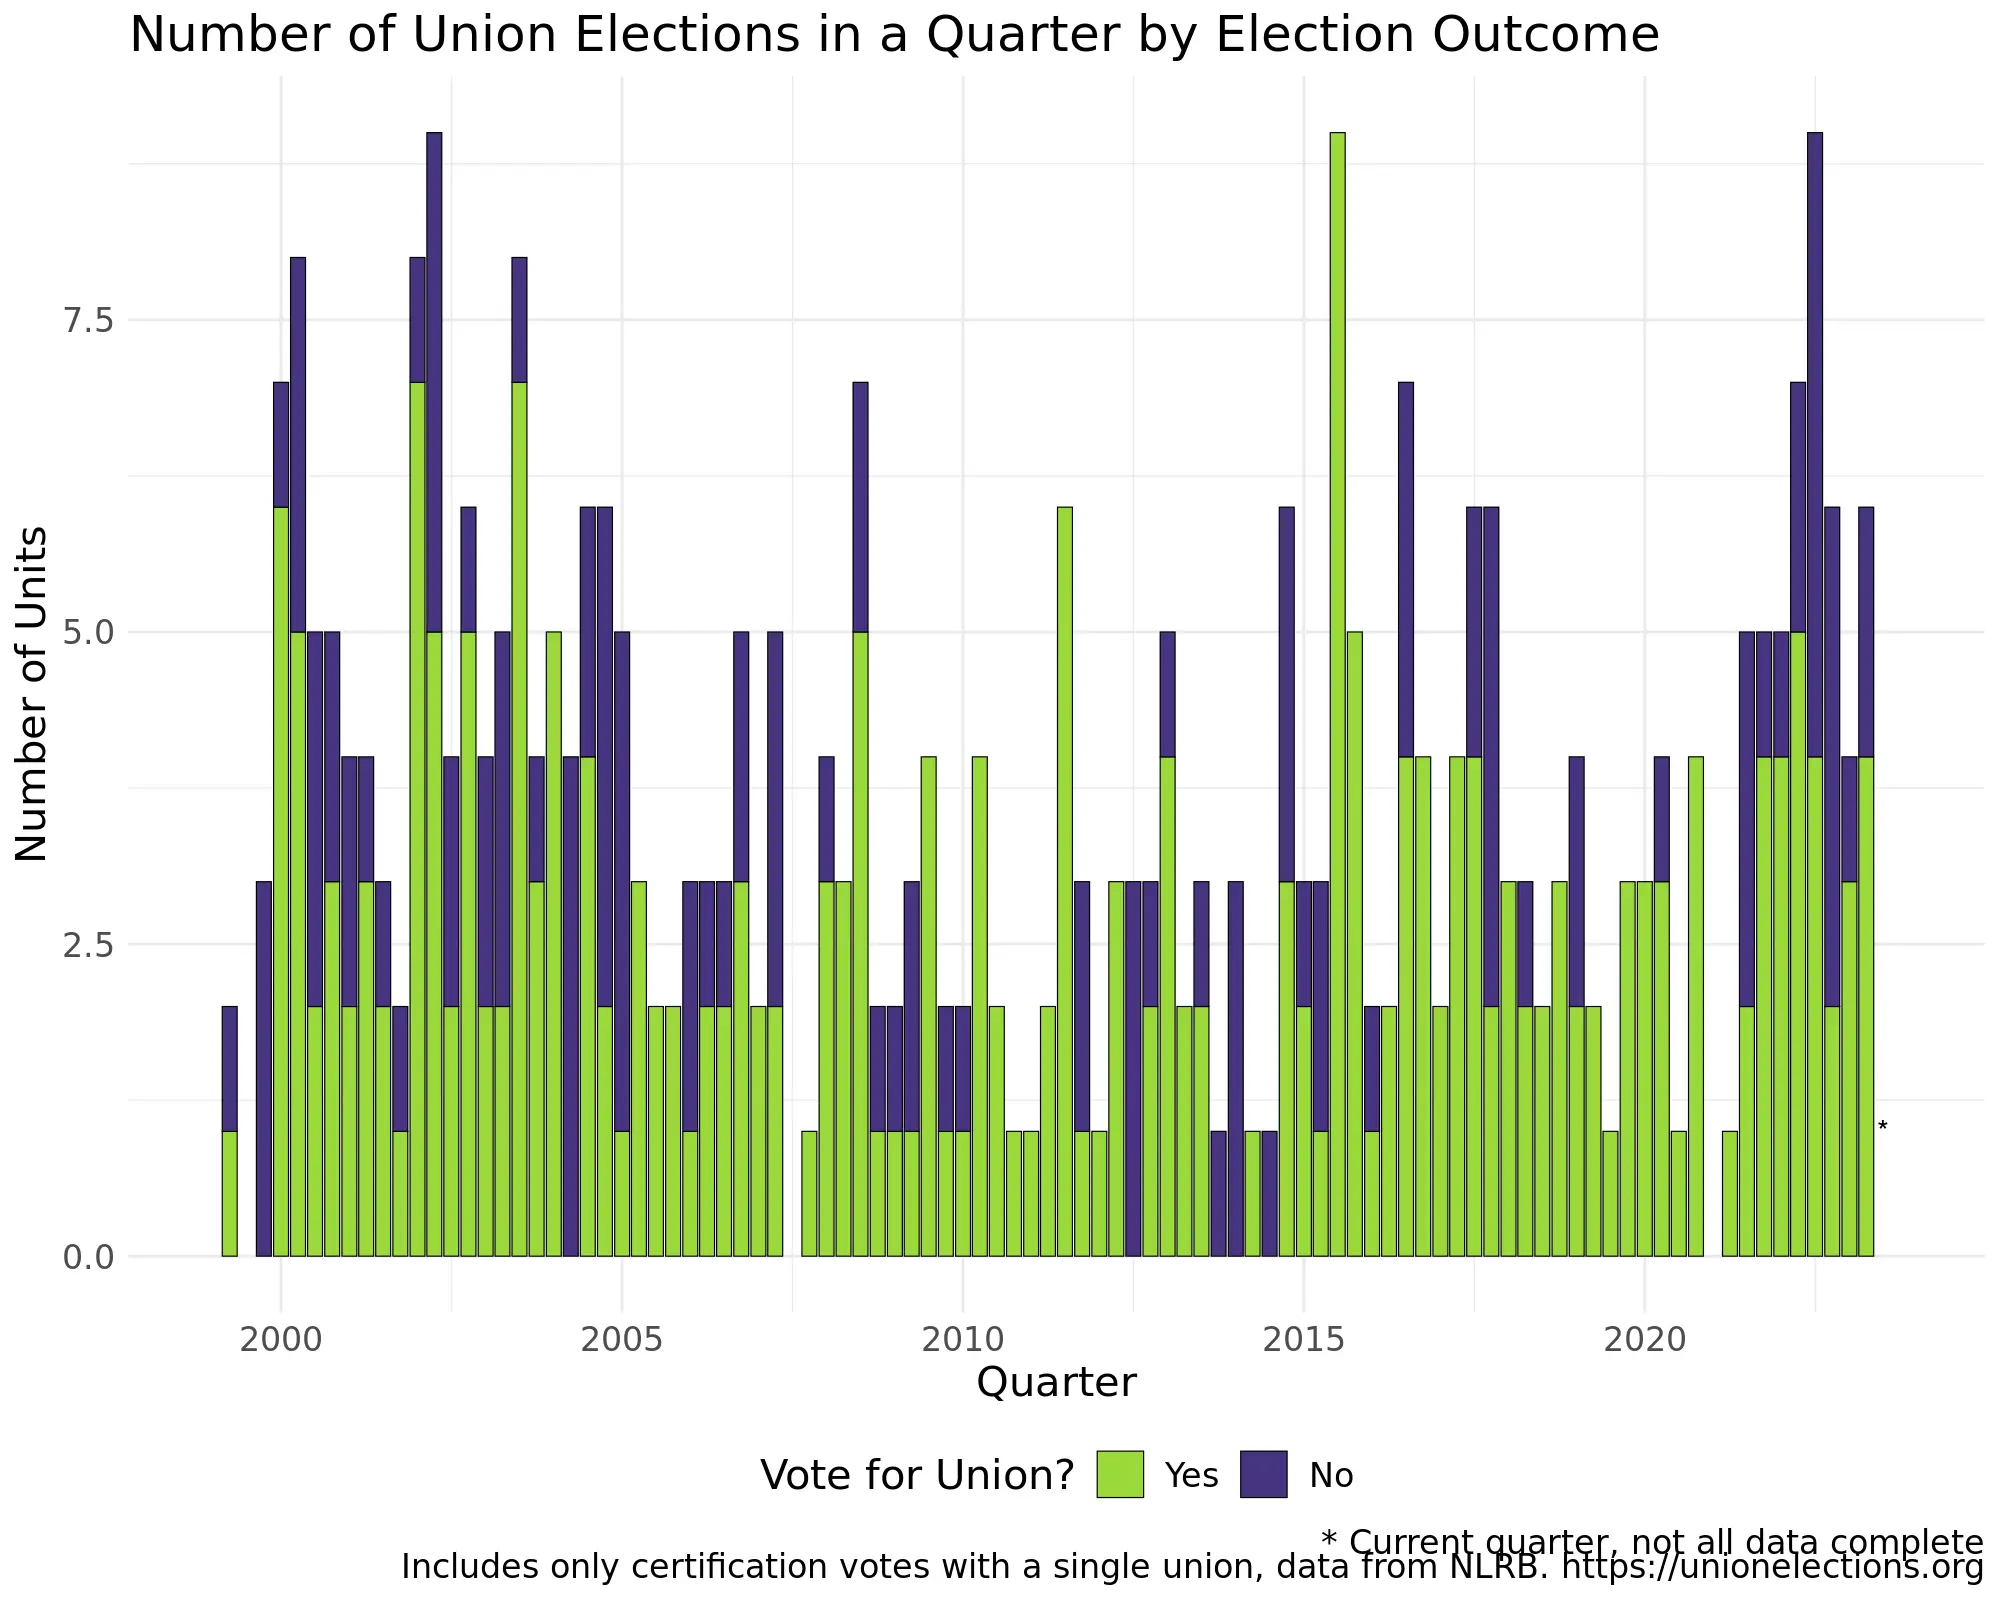 Number of Union Elections in a Quarter by Election Outcome
Number of Units
7.5
5.0
2.5
0.0
*
2000 2005 2010 2015 2020
Quarter
Vote for Union? Yes No
* Current quarter, not all data complete
Includes only certification votes with a single union, data from NLRB. https://unionelections.org